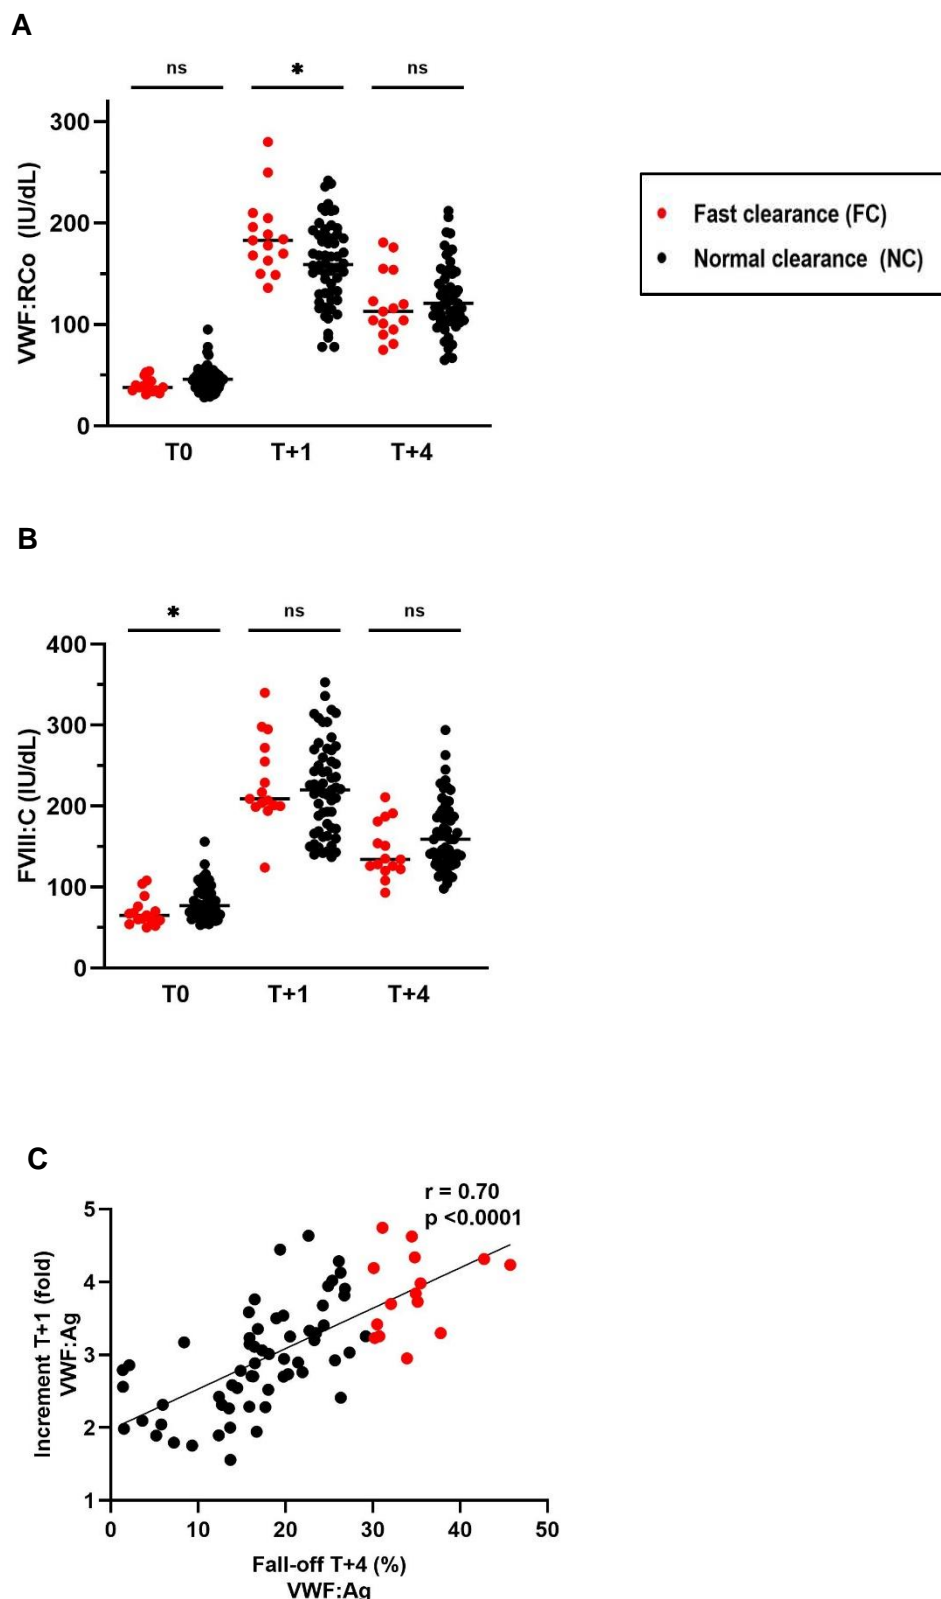 A
ns
*
ns
300
200
100
0
VWF:RCo (IU/dL)
T0
T+1
T+4
Fast clearance (FC)
Normal clearance (NC)
B
*
ns
ns
400
300
200
100
0
FVIII:C (IU/dL)
T0
T+1
T+4
C
r = 0.70
p <0.0001
5
4
3
2
1
Increment T+1 (fold)
VWF:Ag
0
10
20
30
40
50
Fall-off T+4 (%)
VWF:Ag